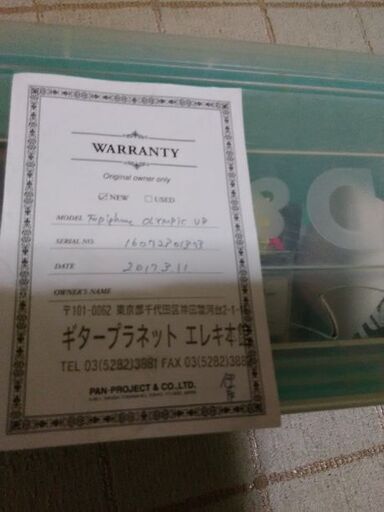 WARRANTY
Original owner only
☑ NEW ☐ USED
MODEL Epiphone OLYMPIC VB
SERIAL NO.
DATE 2017.3.11
OWNER'S NAME
〒101-0062 東京都千代田区神田駿河台2-1-
ギタープラネット エレキ本
TEL 03(5282)3881 FAX 03(5282)388
PAN-PROJECT & CO., LTD.